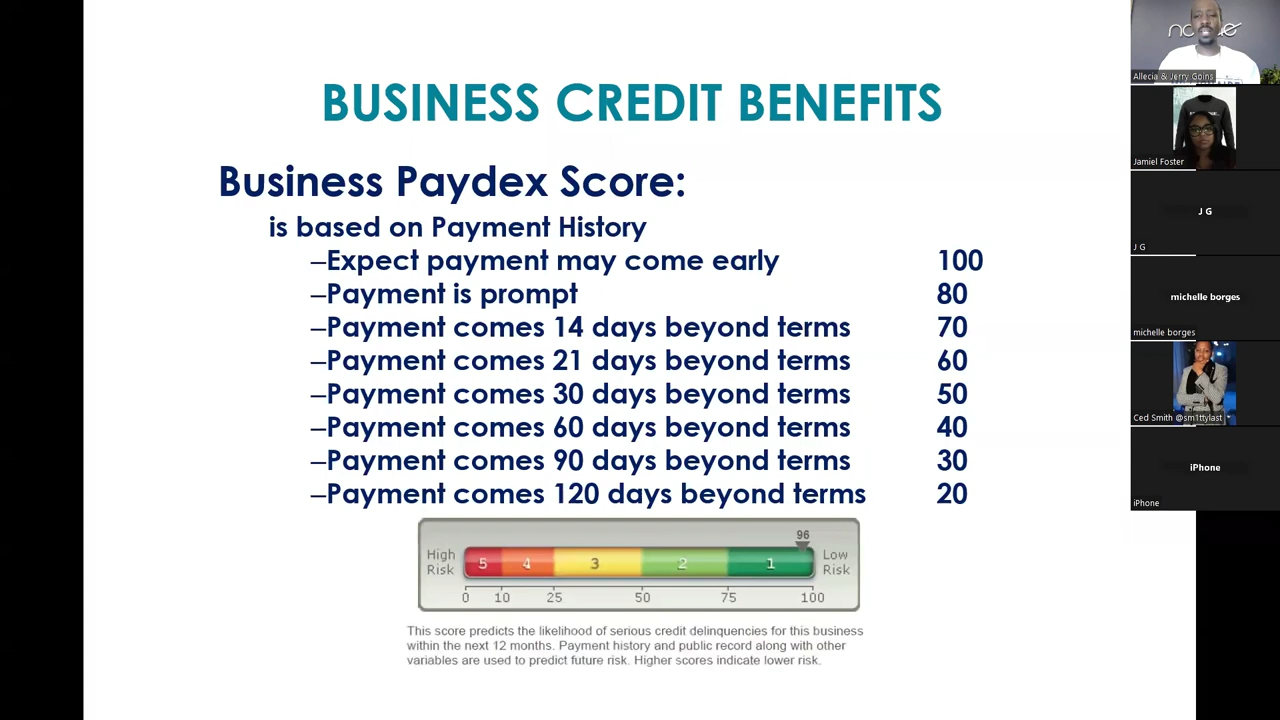 BUSINESS CREDIT BENEFITS
Business Paydex Score:
is based on Payment History
–Expect payment may come early 100
–Payment is prompt 80
–Payment comes 14 days beyond terms 70
–Payment comes 21 days beyond terms 60
–Payment comes 30 days beyond terms 50
–Payment comes 60 days beyond terms 40
–Payment comes 90 days beyond terms 30
–Payment comes 120 days beyond terms 20
96
High Risk
5 4 3 2 1
Low Risk
0 10 25 50 75 100
This score predicts the likelihood of serious credit delinquencies for this business
within the next 12 months. Payment history and public record along with other
variables are used to predict future risk. Higher scores indicate lower risk.
Allecia & Jerry Goins
Jamiel Foster
J G
J G
michelle borges
michelle borges
Ced Smith @sm1ttylast
iPhone
iPhone